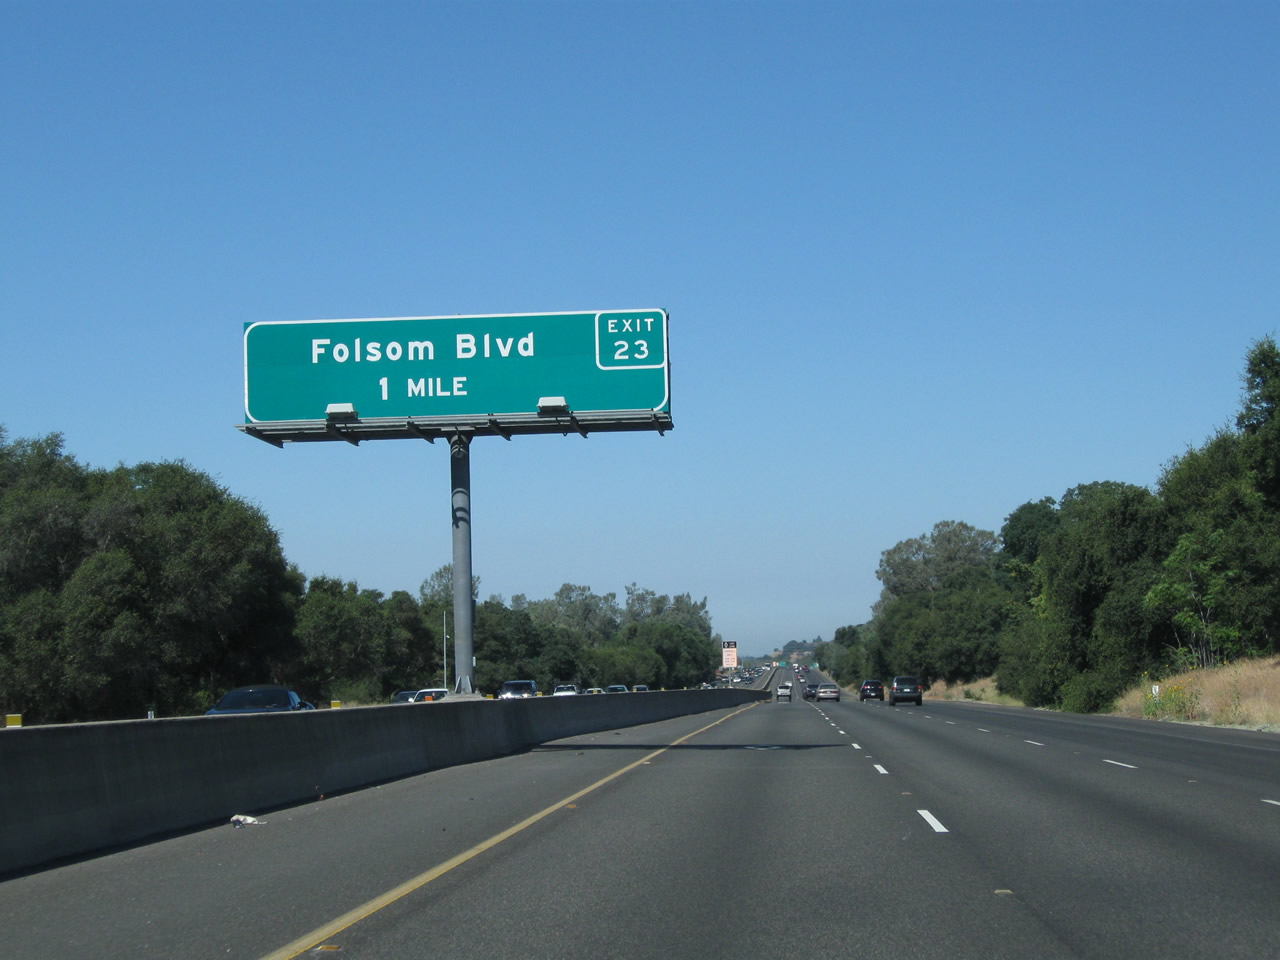 Folsom Blvd
1 MILE
EXIT
23